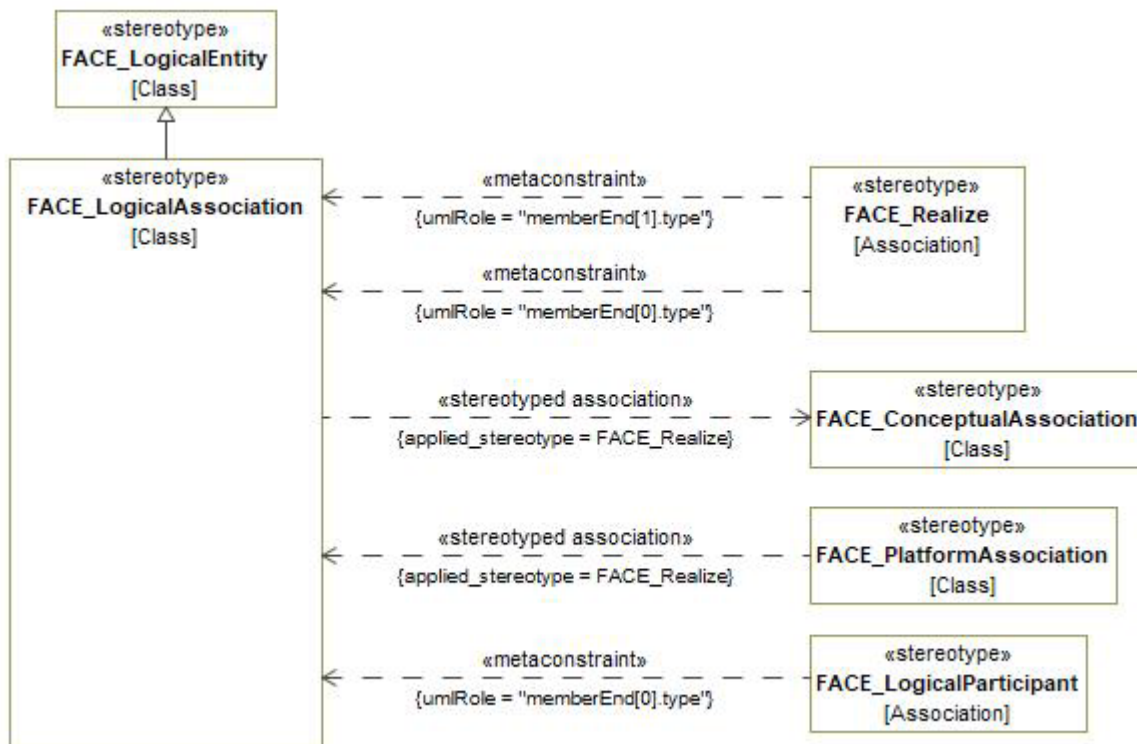 «stereotype»
FACE_LogicalEntity
[Class]
«stereotype»
FACE_LogicalAssociation
[Class]
«metaconstraint»
{umlRole = "memberEnd[1].type"}
«metaconstraint»
{umlRole = "memberEnd[0].type"}
«stereotype»
FACE_Realize
[Association]
«stereotyped association»
{applied_stereotype = FACE_Realize}
«stereotype»
FACE_ConceptualAssociation
[Class]
«stereotyped association»
{applied_stereotype = FACE_Realize}
«stereotype»
FACE_PlatformAssociation
[Class]
«metaconstraint»
{umlRole = "memberEnd[0].type"}
«stereotype»
FACE_LogicalParticipant
[Association]